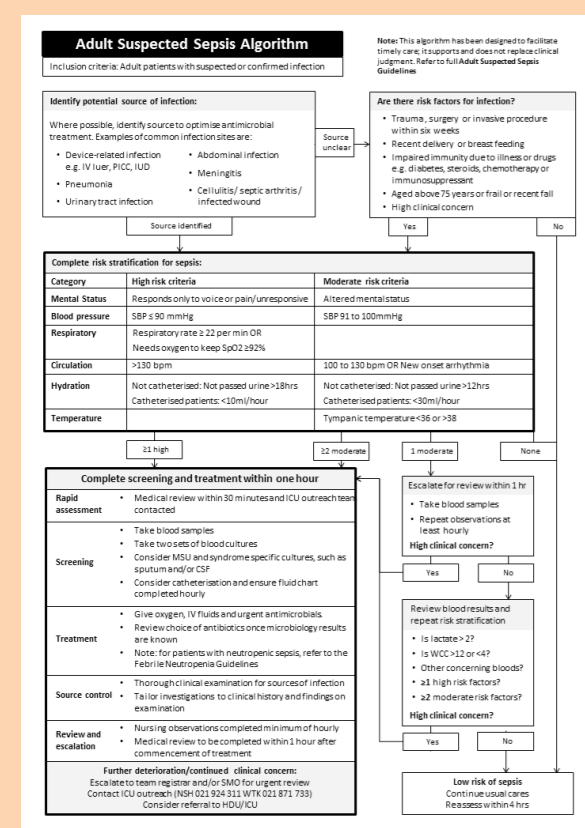 Adult Suspected Sepsis Algorithm
Inclusion criteria: Adult patients with suspected or confirmed infection
Note: This algorithm has been designed to facilitate
timely care; it supports and does not replace clinical
judgment. Refer to full Adult Suspected Sepsis
Guidelines
Identify potential source of infection:
Where possible, identify source to optimise antimicrobial
treatment. Examples of common infection sites are:
• Device-related infection
e.g. IV luer, PICC, IUD
• Pneumonia
• Urinary tract infection
• Abdominal infection
• Meningitis
• Cellulitis/ septic arthritis /
infected wound
Source
unclear
Are there risk factors for infection?
• Trauma, surgery or invasive procedure
within six weeks
• Recent delivery or breast feeding
• Impaired immunity due to illness or drugs
e.g. diabetes, steroids, chemotherapy or
immunosuppressant
• Aged above 75 years or frail or recent fall
• High clinical concern
Source identified
Yes
No
Complete risk stratification for sepsis:
Category High risk criteria Moderate risk criteria
Mental Status Responds only to voice or pain/unresponsive Altered mental status
Blood pressure SBP ≤ 90 mmHg SBP 91 to 100mmHg
Respiratory Respiratory rate ≥ 22 per min OR
Needs oxygen to keep SpO2 ≥92%
Circulation >130 bpm 100 to 130 bpm OR New onset arrhythmia
Hydration Not catheterised: Not passed urine >18hrs Not catheterised: Not passed urine >12hrs
Catheterised patients: <10ml/hour Catheterised patients: <30ml/hour
Temperature Tympanic temperature <36 or >38
≥1 high
≥2 moderate
1 moderate
None
Complete screening and treatment within one hour
Rapid
assessment
• Medical review within 30 minutes and ICU outreach team
contacted
Screening
• Take blood samples
• Take two sets of blood cultures
• Consider MSU and syndrome specific cultures, such as
sputum and/or CSF
• Consider catheterisation and ensure fluid chart
completed hourly
Treatment
• Give oxygen, IV fluids and urgent antimicrobials.
• Review choice of antibiotics once microbiology results
are known
• Note: for patients with neutropenic sepsis, refer to the
Febrile Neutropenia Guidelines
Source control
• Thorough clinical examination for sources of infection
• Tailor investigations to clinical history and findings on
examination
Review and
escalation
• Nursing observations completed minimum of hourly
• Medical review to be completed within 1 hour after
commencement of treatment
Further deterioration/continued clinical concern:
Escalate to team registrar and/or SMO for urgent review
Contact ICU outreach (NSH 021 924 311 WTK 021 871 733)
Consider referral to HDU/ICU
Escalate for review within 1 hr
• Take blood samples
• Repeat observations at
least hourly
High clinical concern?
Yes
No
Review blood results and
repeat risk stratification
• Is lactate > 2?
• Is WCC >12 or <4?
• Other concerning bloods?
• ≥1 high risk factors?
• ≥2 moderate risk factors?
High clinical concern?
Yes
No
Low risk of sepsis
Continue usual cares
Reassess within 4 hrs